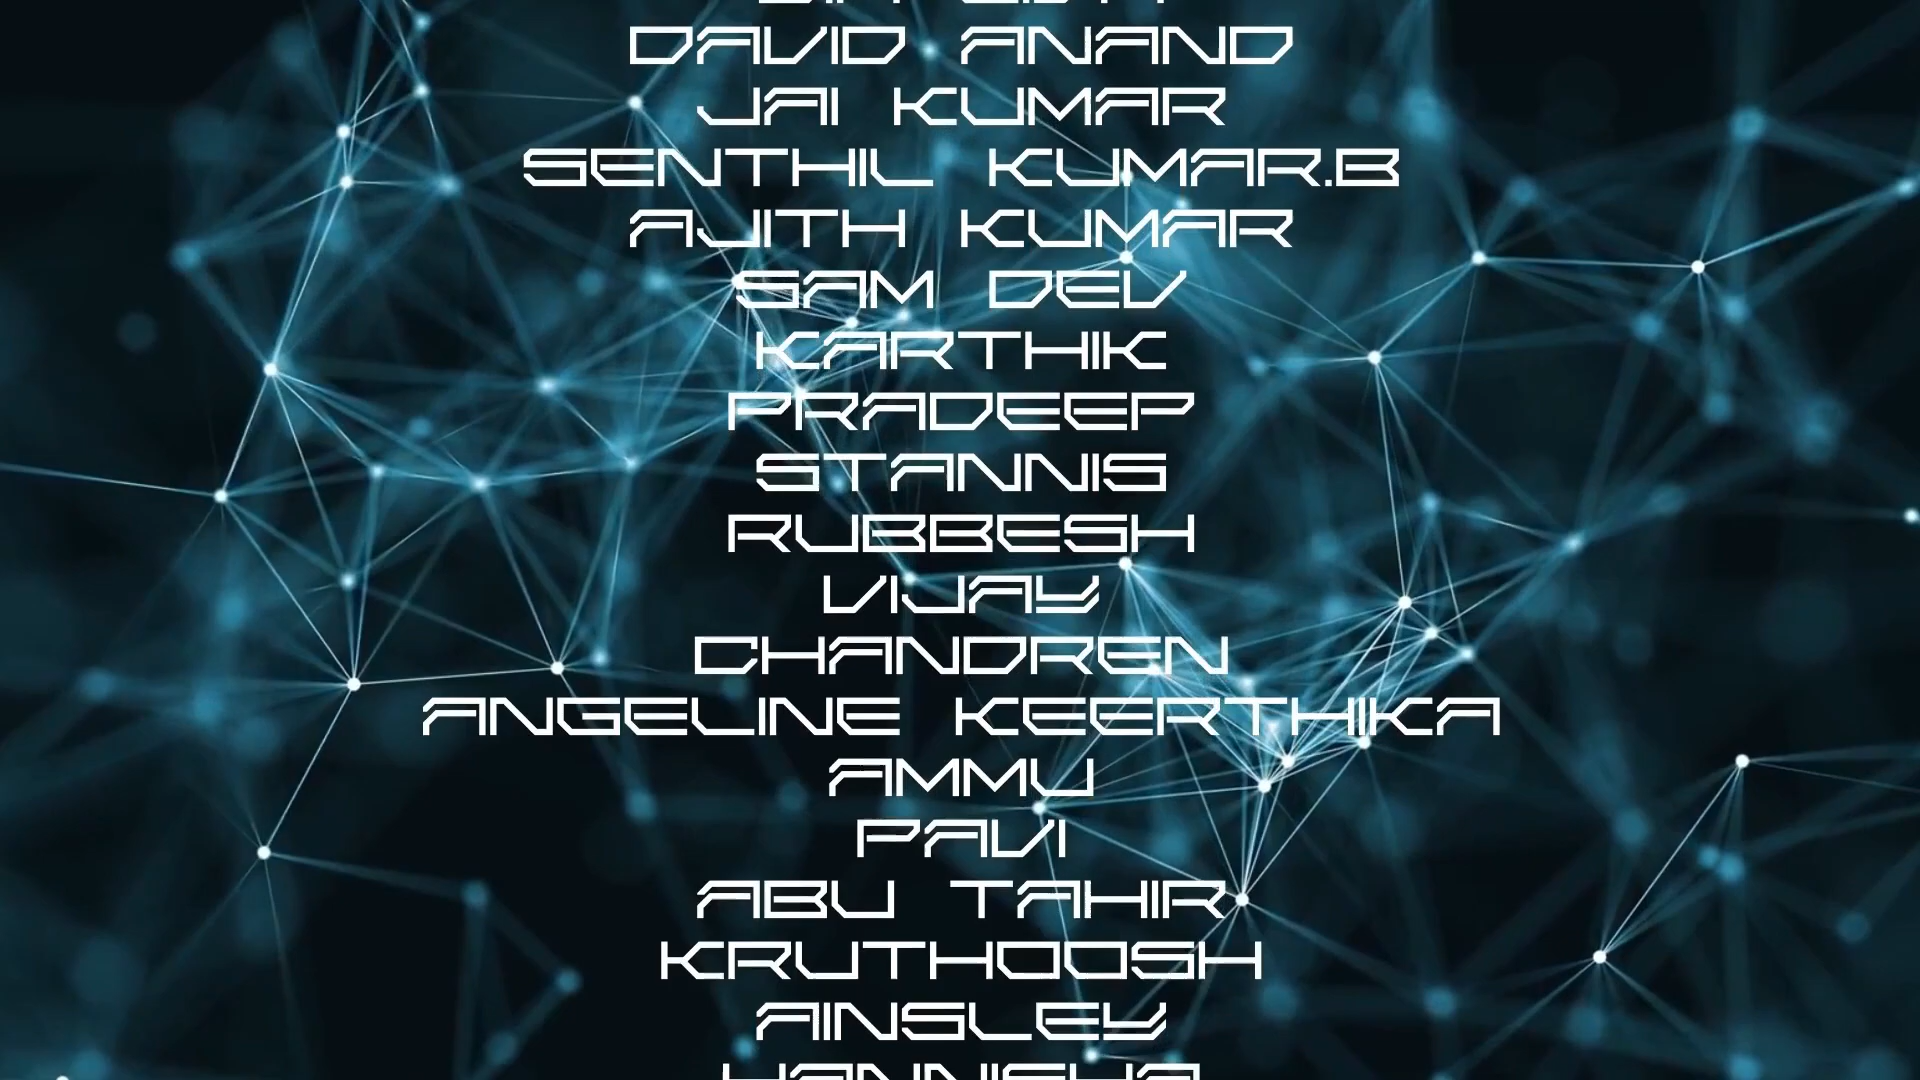 DAVID ANAND
JAI KUMAR
SENTHIL KUMAR.B
AJITH KUMAR
SAM DEV
KARTHIK
PRADEEP
STANNIS
RUBBESH
VIJAY
CHANDREN
ANGELINE KEERTHIKA
AMMU
PAVI
ABU TAHIR
KRUTHOOSH
AINSLEY